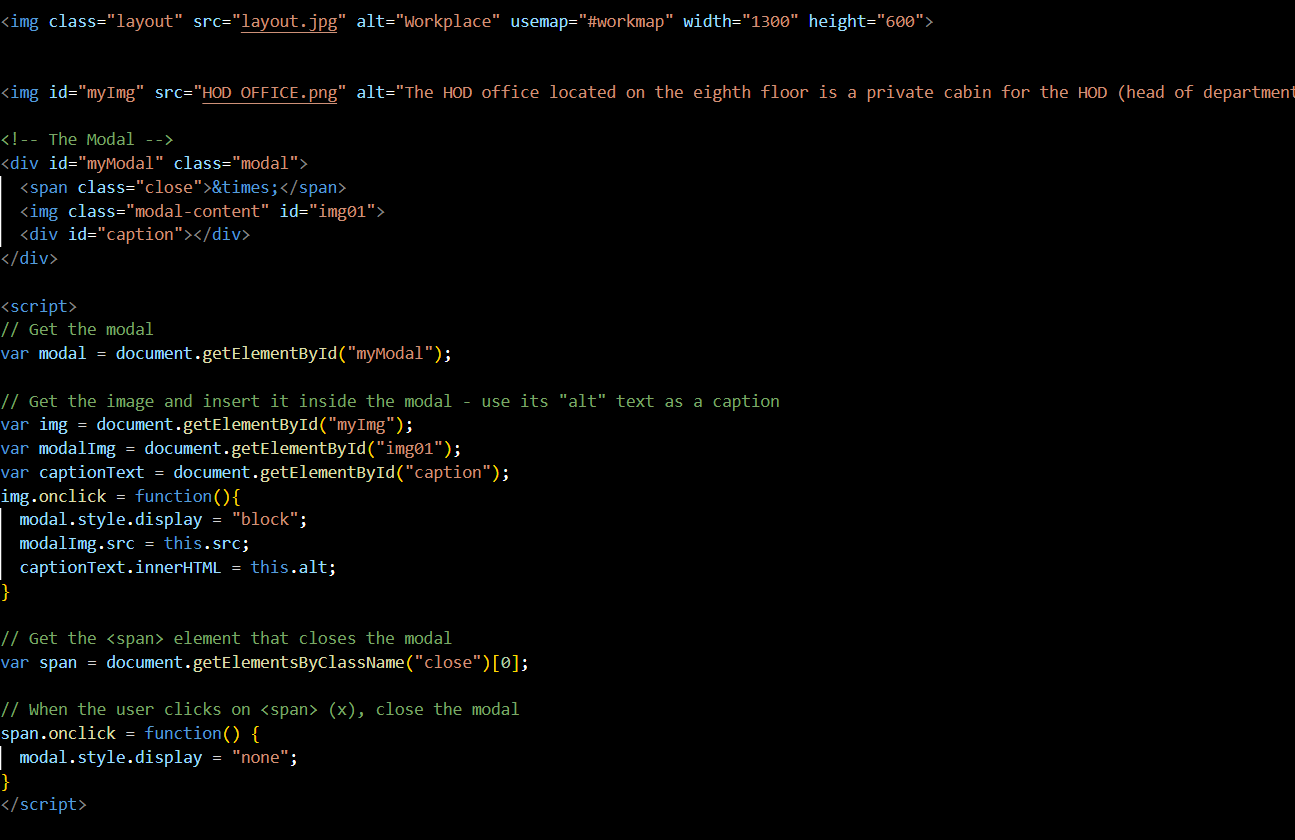 <img class="layout" src="layout.jpg" alt="Workplace" usemap="#workmap" width="1300" height="600">
<img id="myImg" src="HOD OFFICE.png" alt="The HOD office located on the eighth floor is a private cabin for the HOD (head of department
<!-- The Modal -->
<div id="myModal" class="modal">
  <span class="close">&times;</span>
  <img class="modal-content" id="img01">
  <div id="caption"></div>
</div>
<script>
// Get the modal
var modal = document.getElementById("myModal");
// Get the image and insert it inside the modal - use its "alt" text as a caption
var img = document.getElementById("myImg");
var modalImg = document.getElementById("img01");
var captionText = document.getElementById("caption");
img.onclick = function(){
  modal.style.display = "block";
  modalImg.src = this.src;
  captionText.innerHTML = this.alt;
}
// Get the <span> element that closes the modal
var span = document.getElementsByClassName("close")[0];
// When the user clicks on <span> (x), close the modal
span.onclick = function() {
  modal.style.display = "none";
}
</script>